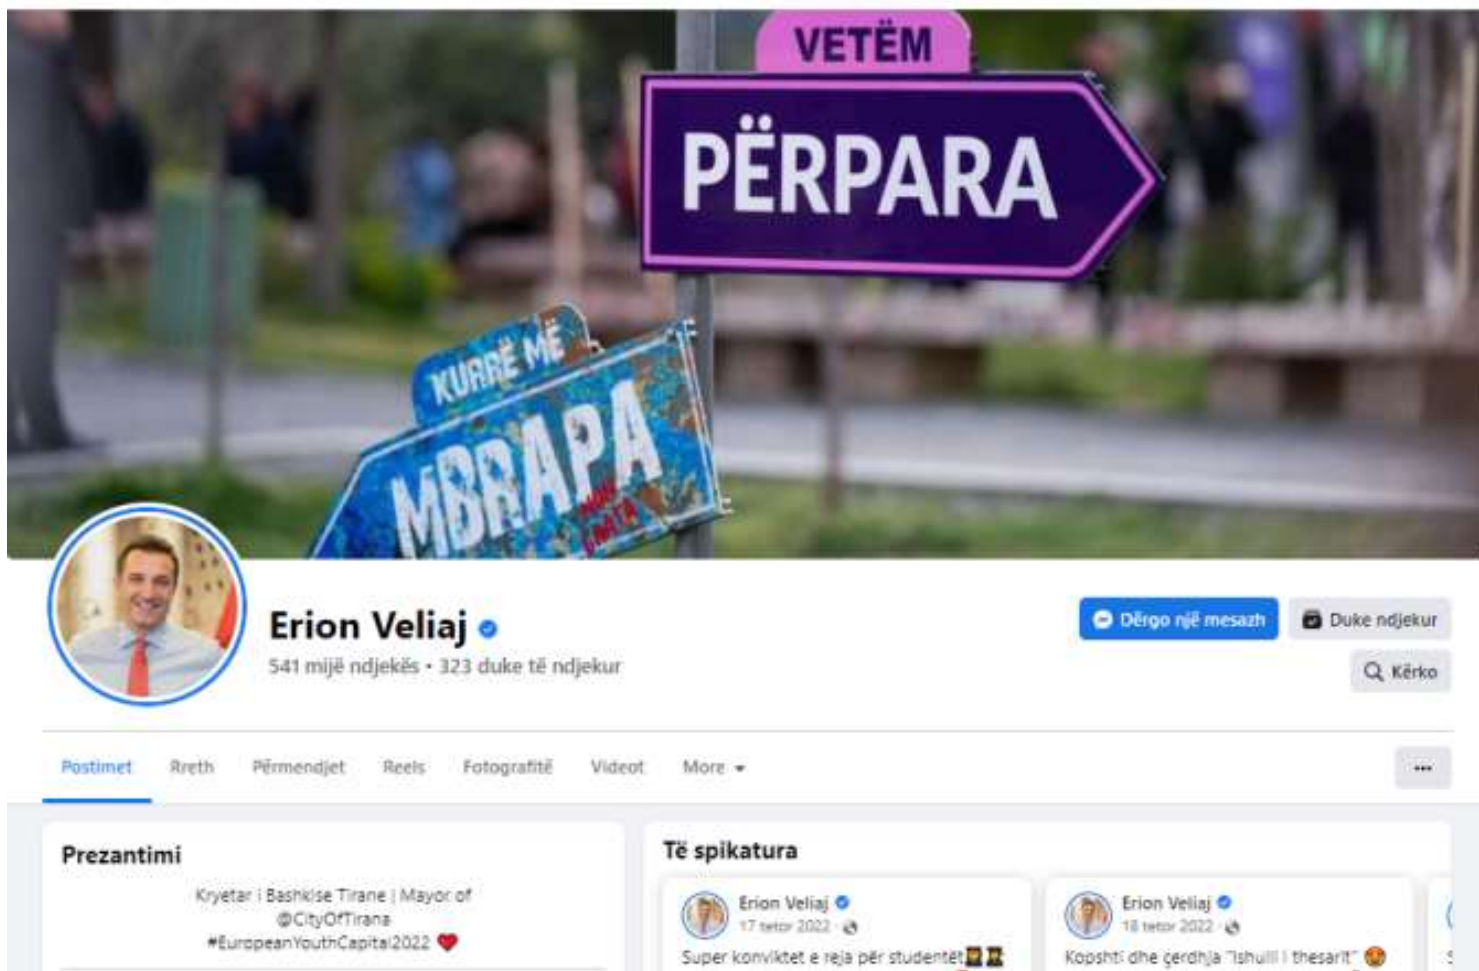 VETËM
PËRPARA
KURRË MË
MBRAPA
Erion Veliaj
541 mijë ndjekës • 323 duke të ndjekur
Dërgo një mesazh
Duke ndjekur
Kërko
Postimet
Rreth
Përmendjet
Reels
Fotografitë
Videot
More
Prezantimi
Kryetar i Bashkise Tirane | Mayor of
@CityOfTirana
#EuropeanYouthCapital2022 ❤️
Të spikatura
Erion Veliaj
17 tetor 2022 ·
Super konviktet e reja për studentët
Erion Veliaj
18 tetor 2022 ·
Kopshti dhe çerdhja "Ishulli i thesarit"